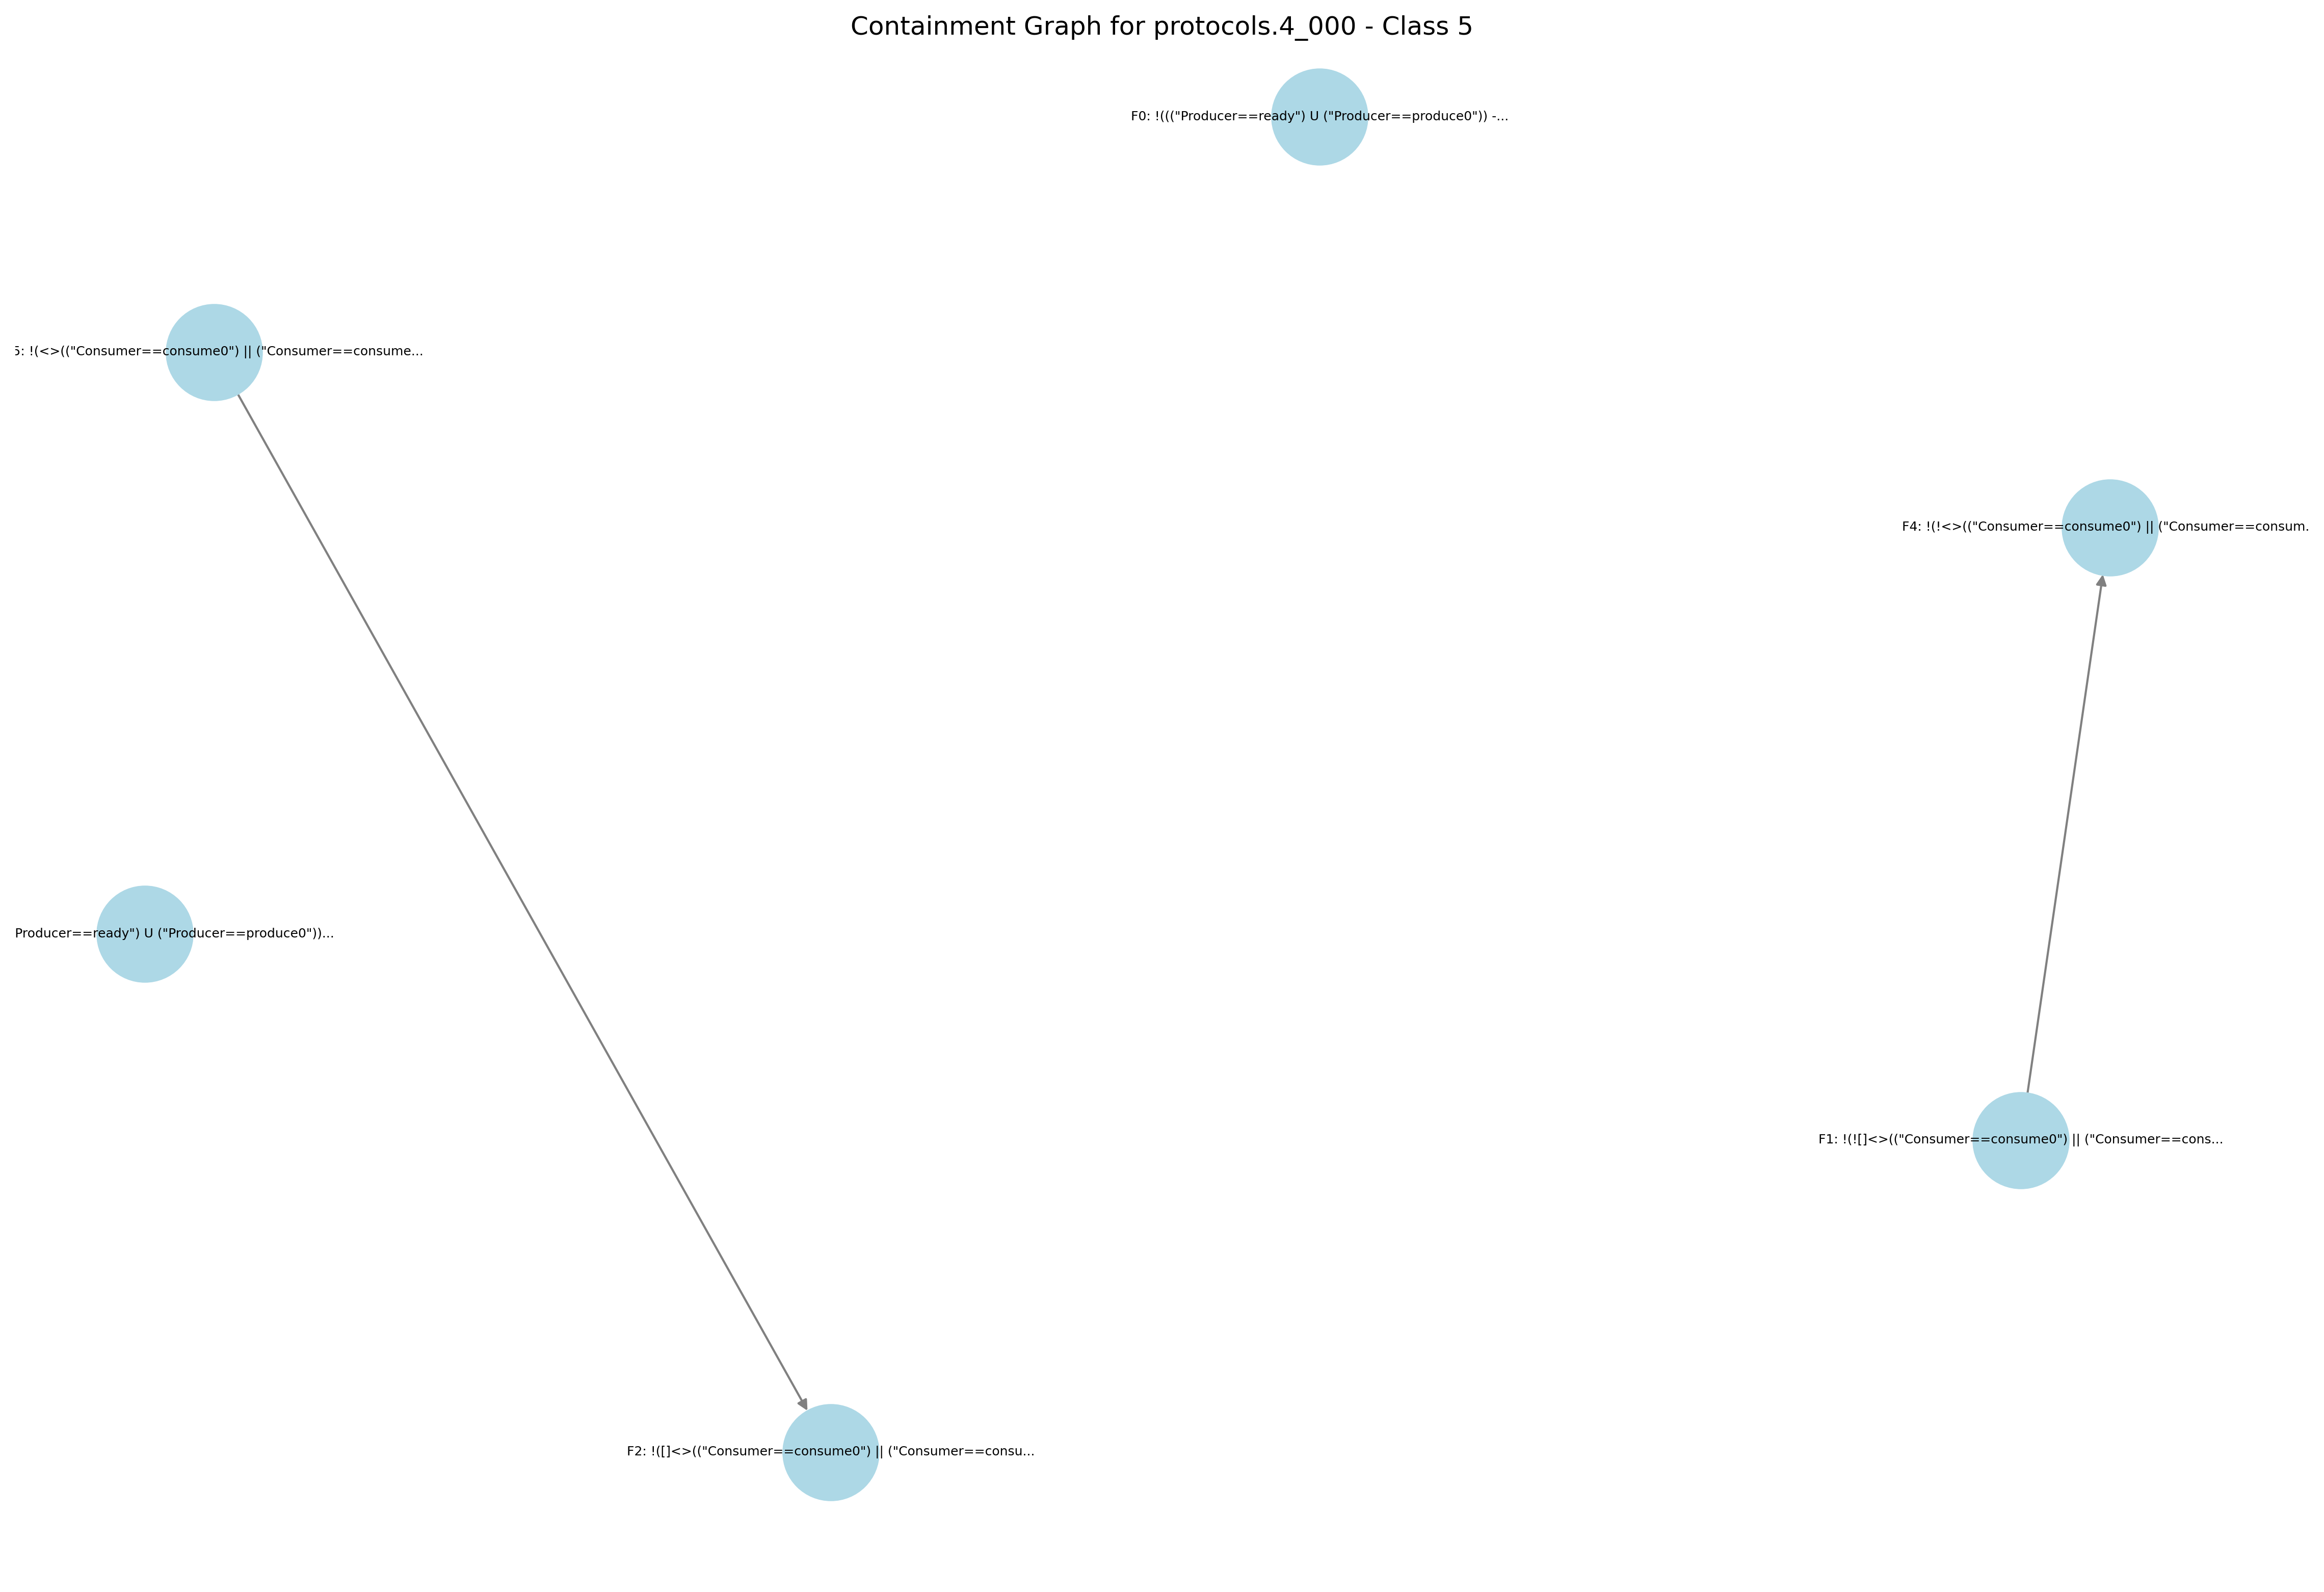 Containment Graph for protocols.4_000 - Class 5
F0: !((("Producer==ready") U ("Producer==produce0")) -...
5: !(<>(("Consumer==consume0") || ("Consumer==consume...
F4: !(!<>(("Consumer==consume0") || ("Consumer==consum.
Producer==ready") U ("Producer==produce0"))...
F1: !(![]<>(("Consumer==consume0") || ("Consumer==cons...
F2: !([]<>(("Consumer==consume0") || ("Consumer==consu...